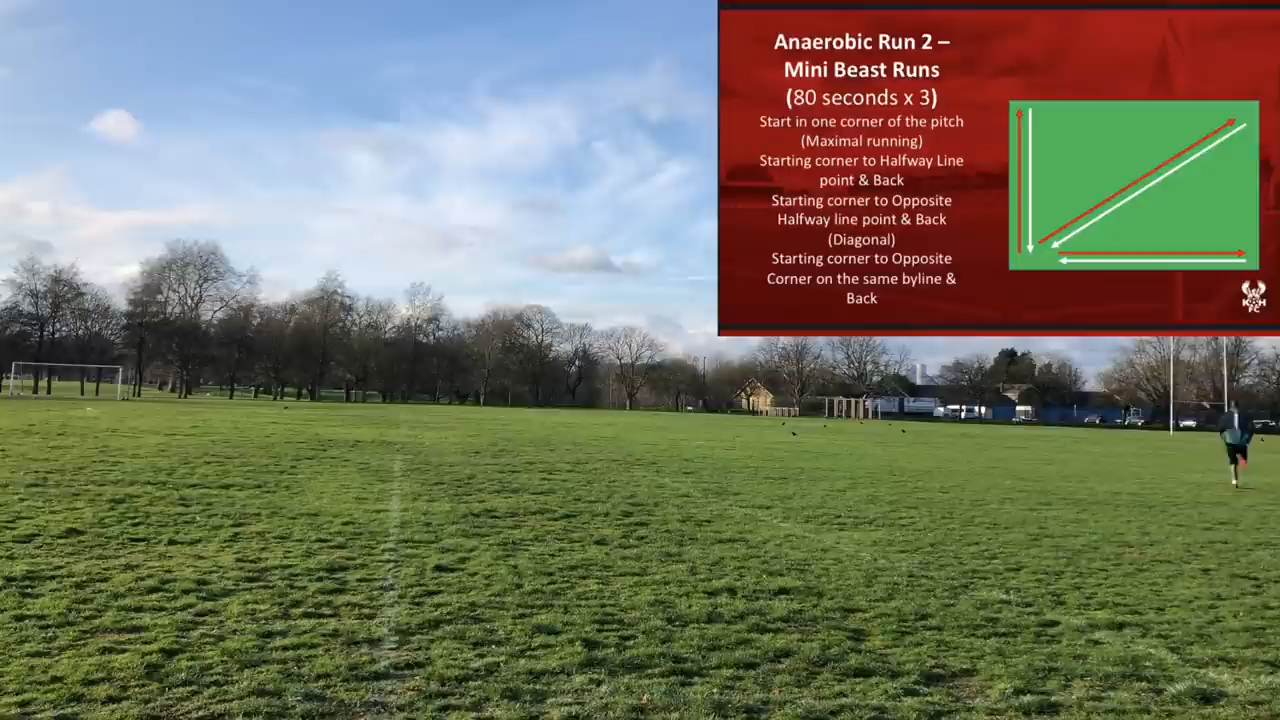 Anaerobic Run 2 –
Mini Beast Runs
(80 seconds x 3)
Start in one corner of the pitch
(Maximal running)
Starting corner to Halfway Line
point & Back
Starting corner to Opposite
Halfway line point & Back
(Diagonal)
Starting corner to Opposite
Corner on the same byline &
Back
KH
FC